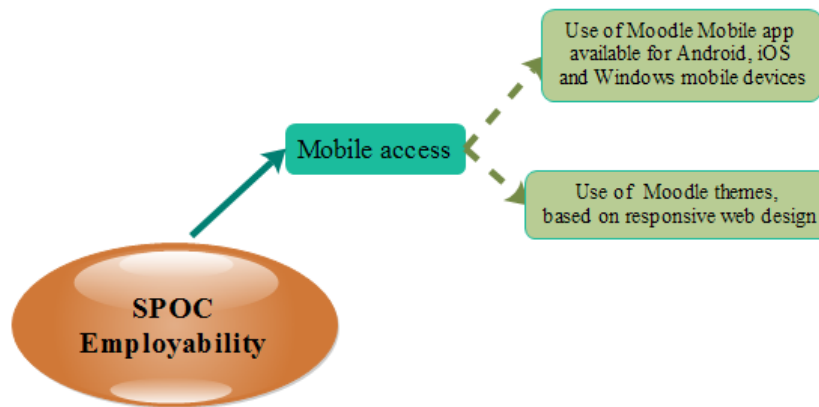 Use of Moodle Mobile app
available for Android, iOS
and Windows mobile devices
Mobile access
Use of Moodle themes,
based on responsive web design
SPOC
Employability